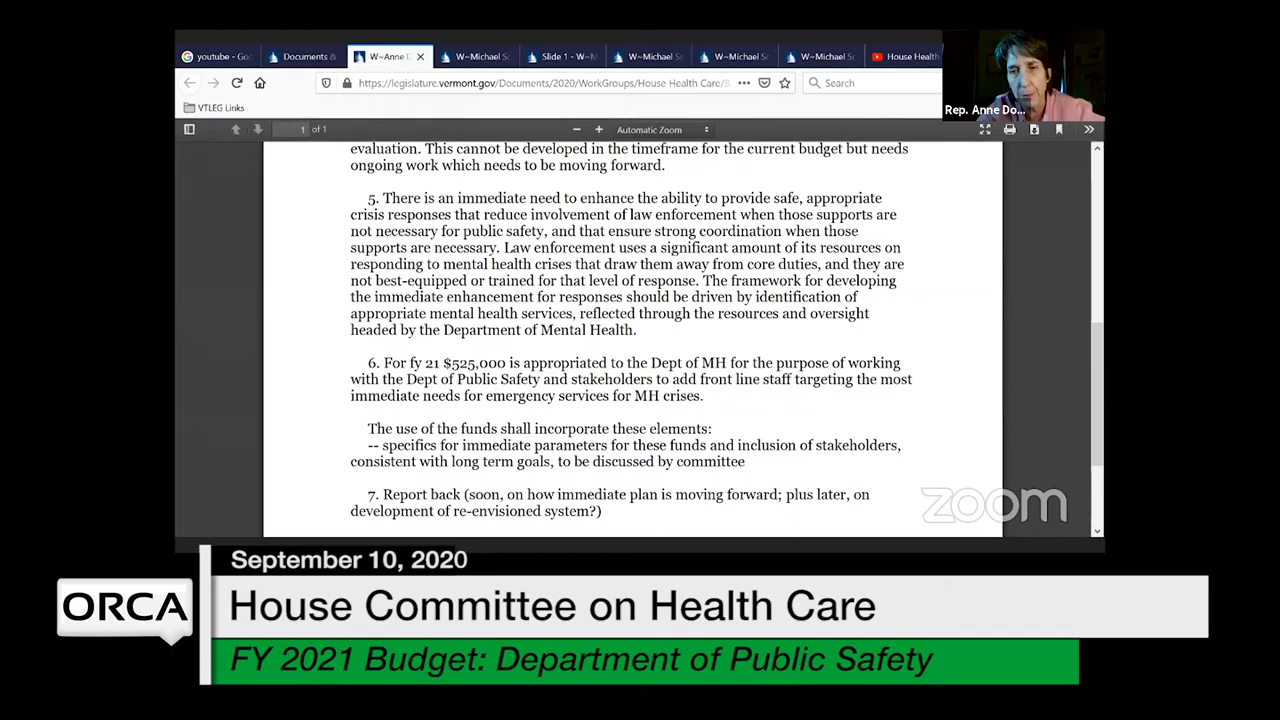 youtube - Goo
Documents &
W~Anne D
W~Michael Sc
Slide 1 - W~M
W~Michael Sc
W~Michael Sc
W~Michael Sc
House Health
https://legislature.vermont.gov/Documents/2020/WorkGroups/House Health Care/B
Search
VTLEG Links
Rep. Anne Do...
1 of 1
Automatic Zoom
evaluation. This cannot be developed in the timeframe for the current budget but needs
ongoing work which needs to be moving forward.
5. There is an immediate need to enhance the ability to provide safe, appropriate
crisis responses that reduce involvement of law enforcement when those supports are
not necessary for public safety, and that ensure strong coordination when those
supports are necessary. Law enforcement uses a significant amount of its resources on
responding to mental health crises that draw them away from core duties, and they are
not best-equipped or trained for that level of response. The framework for developing
the immediate enhancement for responses should be driven by identification of
appropriate mental health services, reflected through the resources and oversight
headed by the Department of Mental Health.
6. For fy 21 $525,000 is appropriated to the Dept of MH for the purpose of working
with the Dept of Public Safety and stakeholders to add front line staff targeting the most
immediate needs for emergency services for MH crises.
The use of the funds shall incorporate these elements:
-- specifics for immediate parameters for these funds and inclusion of stakeholders,
consistent with long term goals, to be discussed by committee
7. Report back (soon, on how immediate plan is moving forward; plus later, on
development of re-envisioned system?)
zoom
September 10, 2020
ORCA
House Committee on Health Care
FY 2021 Budget: Department of Public Safety